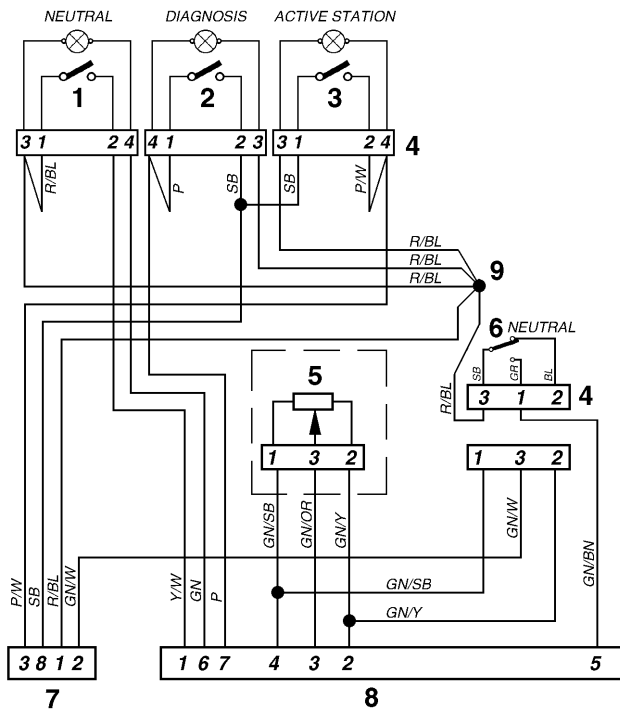 NEUTRAL DIAGNOSIS ACTIVE STATION
1 2 3
3 1 2 4 4 1 2 3 3 1 2 4 4
R/BL P SB SB P/W
R/BL
R/BL
R/BL
9
6 NEUTRAL
SB GR BL
R/BL
3 1 2 4
5
1 3 2
1 3 2
GN/SB GN/OR GN/Y
GN/W
GN/BN
P/W SB R/BL GN/W
Y/W GN P
GN/SB
GN/Y
3 8 1 2
1 6 7 4 3 2 5
7 8